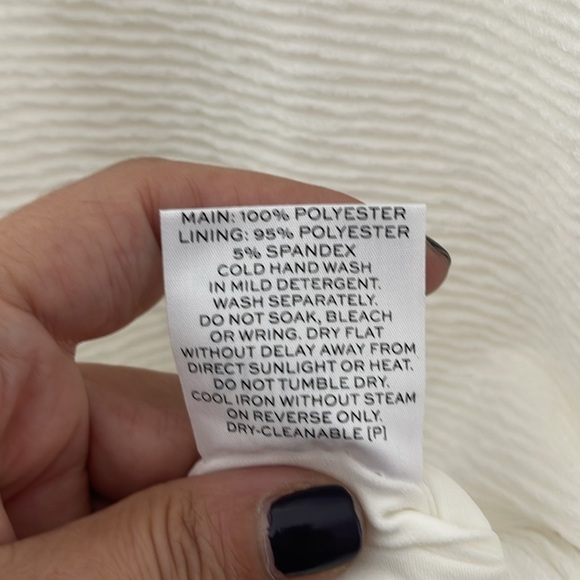 MAIN: 100% POLYESTER
LINING: 95% POLYESTER
5% SPANDEX
COLD HAND WASH
IN MILD DETERGENT.
WASH SEPARATELY.
DO NOT SOAK, BLEACH
OR WRING. DRY FLAT
WITHOUT DELAY AWAY FROM
DIRECT SUNLIGHT OR HEAT.
DO NOT TUMBLE DRY.
COOL IRON WITHOUT STEAM
ON REVERSE ONLY.
DRY-CLEANABLE [P]